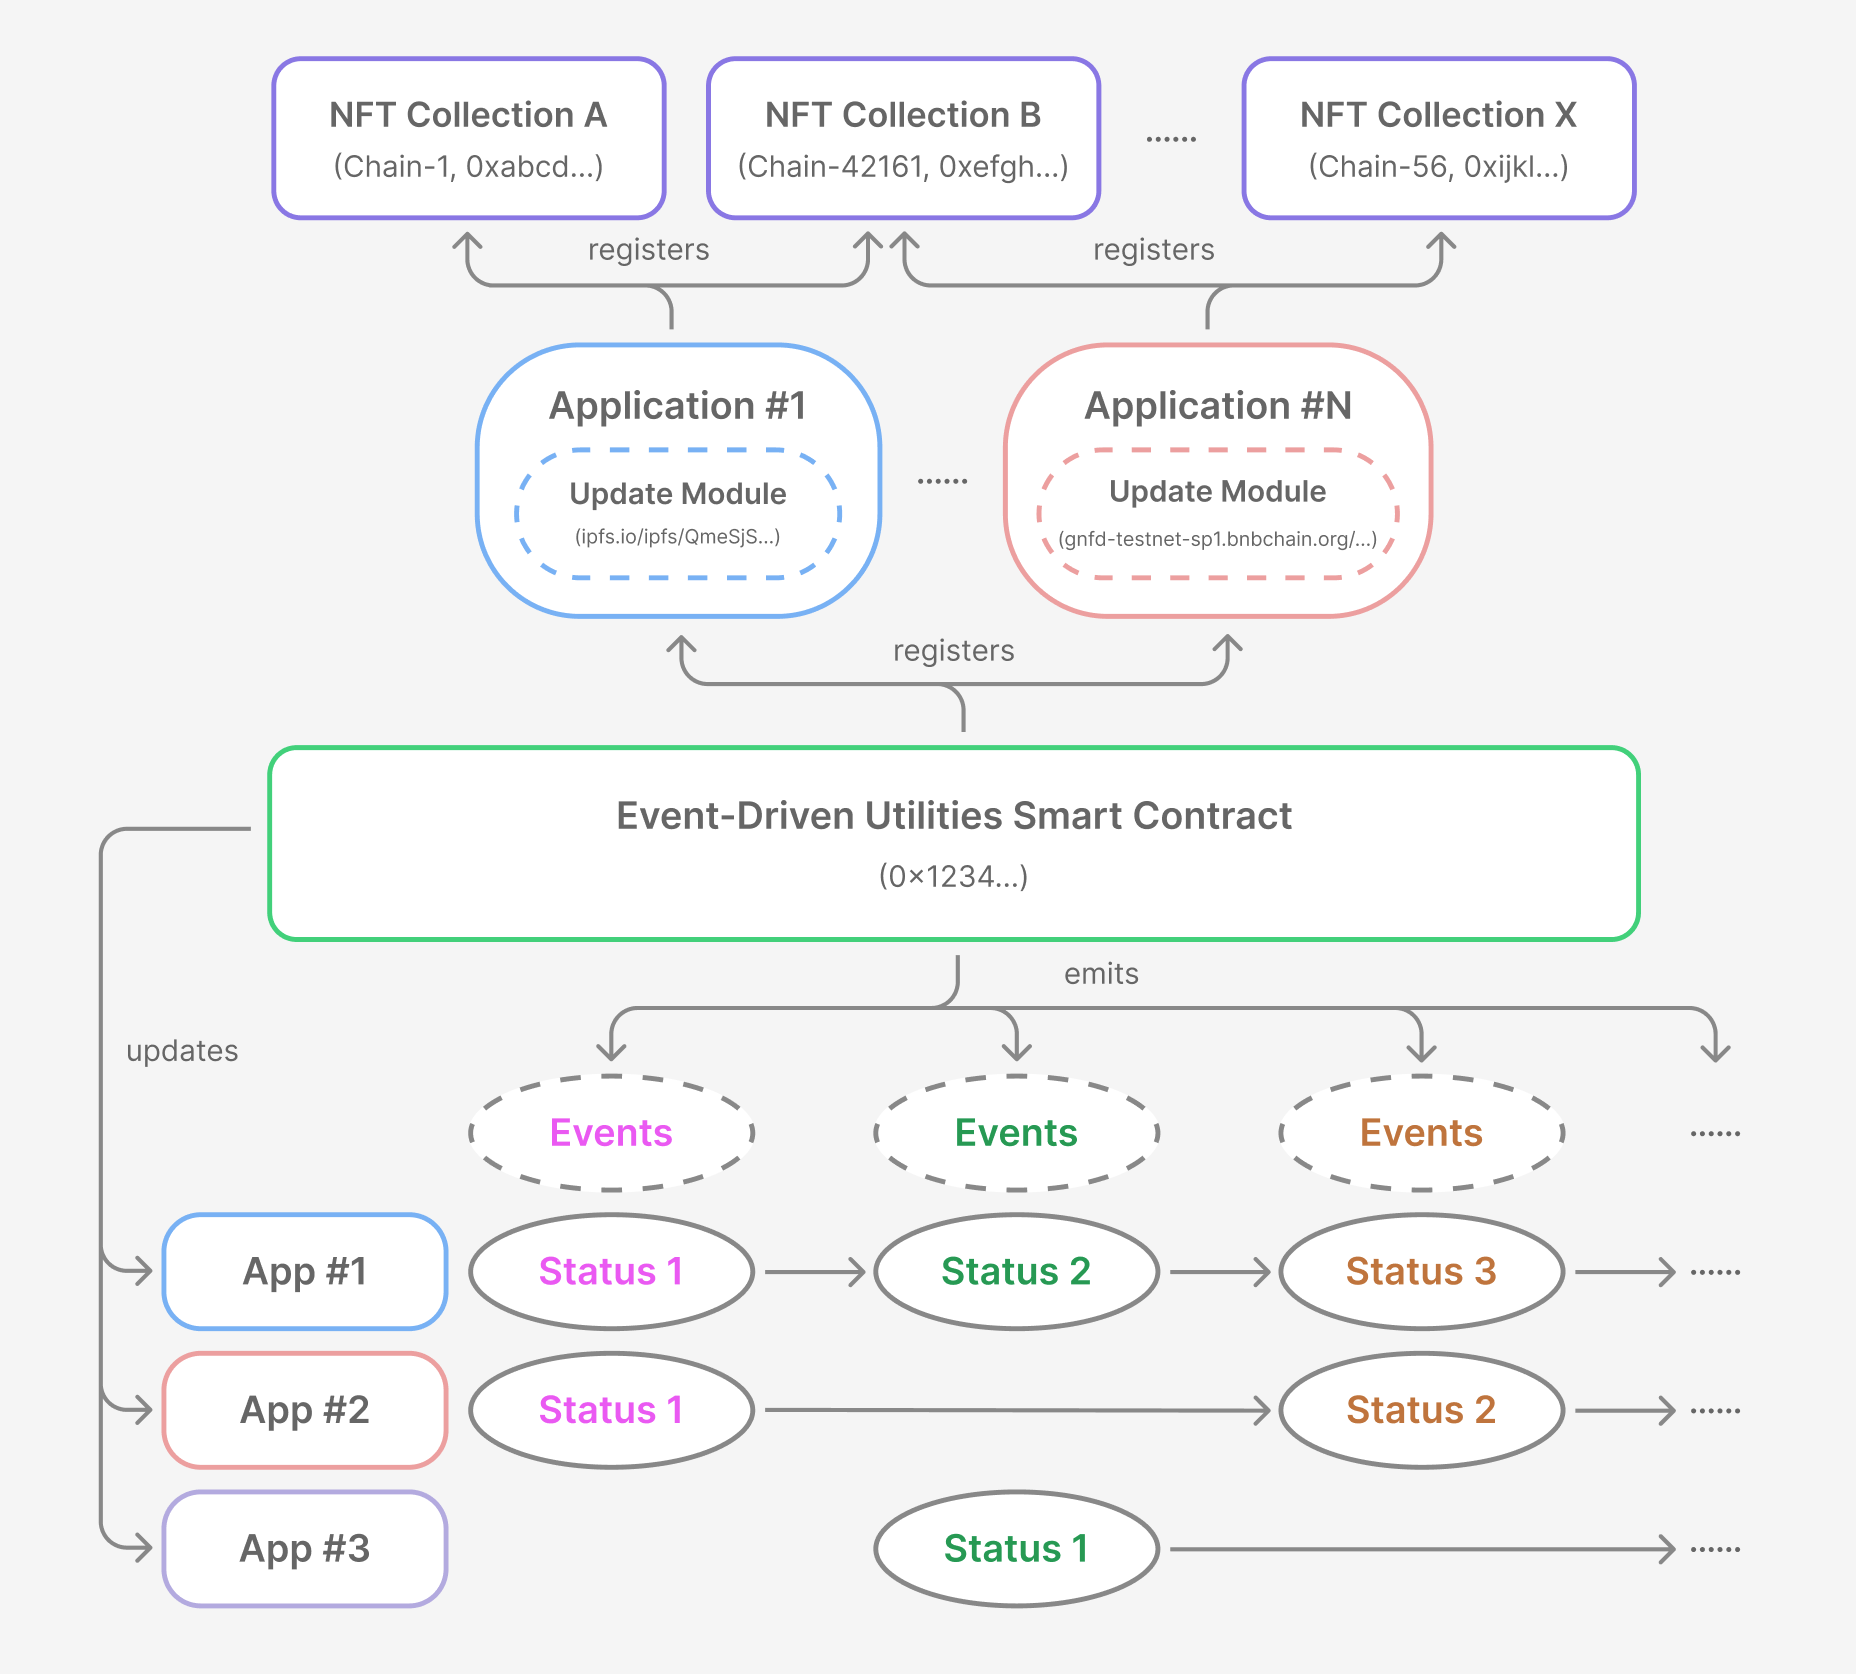 NFT Collection A
(Chain-1, 0xabcd...)
NFT Collection B
(Chain-42161, 0xefgh...)
......
NFT Collection X
(Chain-56, 0xijkl...)
registers
registers
Application #1
Update Module
(ipfs.io/ipfs/QmeSjS...)
......
Application #N
Update Module
(gnfd-testnet-sp1.bnbchain.org/...)
registers
Event-Driven Utilities Smart Contract
(0×1234...)
emits
updates
Events
Events
Events
......
App #1
Status 1
Status 2
Status 3
......
App #2
Status 1
Status 2
......
App #3
Status 1
......